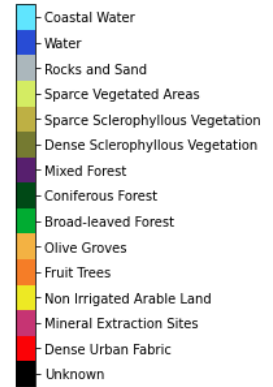 Coastal Water
Water
Rocks and Sand
Sparce Vegetated Areas
Sparce Sclerophyllous Vegetation
Dense Sclerophyllous Vegetation
Mixed Forest
Coniferous Forest
Broad-leaved Forest
Olive Groves
Fruit Trees
Non Irrigated Arable Land
Mineral Extraction Sites
Dense Urban Fabric
Unknown